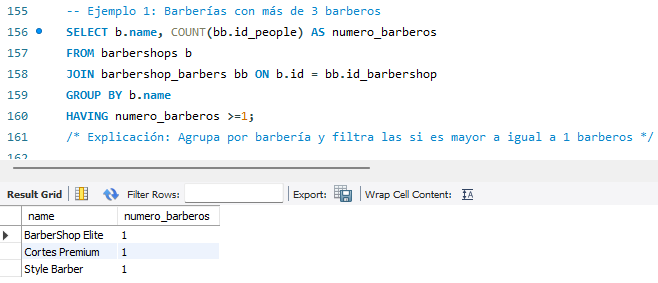 155 -- Ejemplo 1: Barberías con más de 3 barberos
156 SELECT b.name, COUNT(bb.id_people) AS numero_barberos
157 FROM barbershops b
158 JOIN barbershop_barbers bb ON b.id = bb.id_barbershop
159 GROUP BY b.name
160 HAVING numero_barberos >=1;
161 /* Explicación: Agrupa por barbería y filtra las si es mayor a igual a 1 barberos */
162
Result Grid Filter Rows: Export: Wrap Cell Content:
name numero_barberos
BarberShop Elite 1
Cortes Premium 1
Style Barber 1